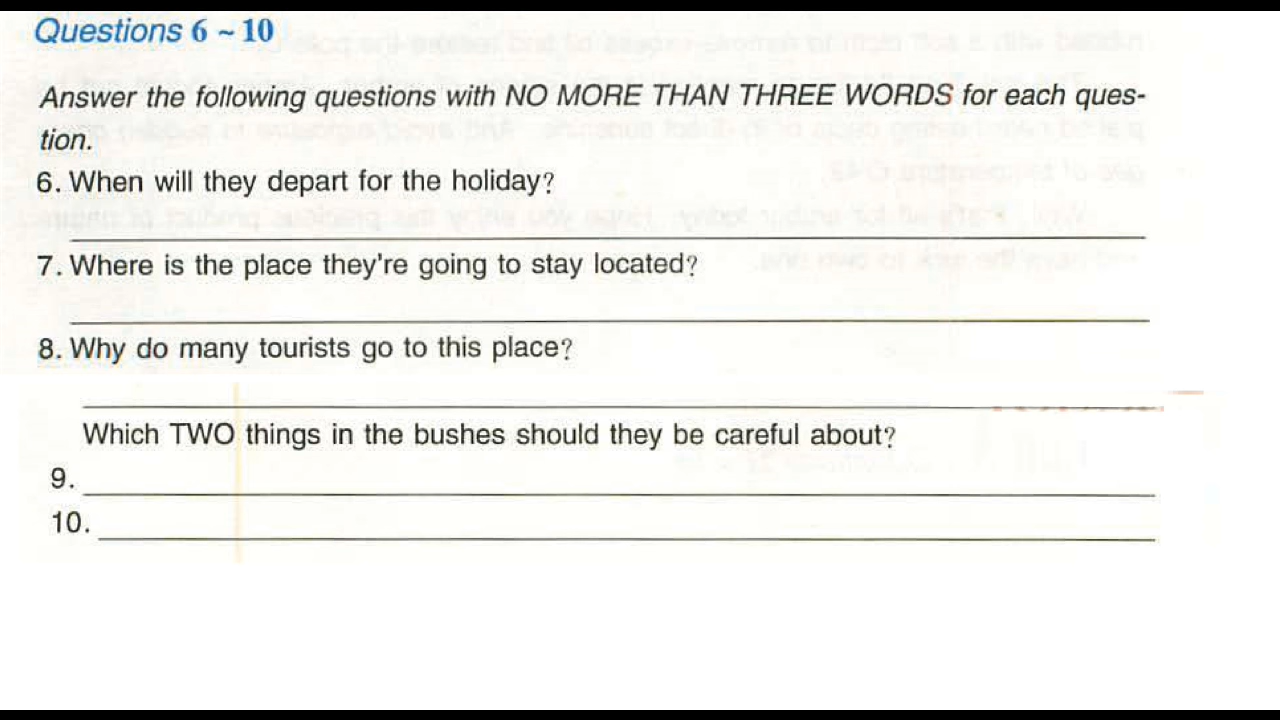 Questions 6 ~ 10
Answer the following questions with NO MORE THAN THREE WORDS for each ques-
tion.
6. When will they depart for the holiday?
7. Where is the place they're going to stay located?
8. Why do many tourists go to this place?
Which TWO things in the bushes should they be careful about?
9.
10.